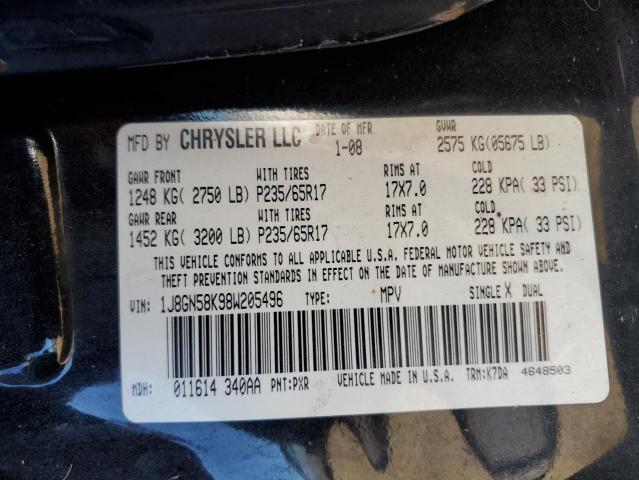 MFD BY CHRYSLER LLC DATE OF MFR 1-08 GVWR 2575 KG(05675 LB)
GAWR FRONT WITH TIRES RIMS AT COLD
1248 KG( 2750 LB) P235/65R17 17X7.0 228 KPA( 33 PSI)
GAWR REAR WITH TIRES RIMS AT COLD
1452 KG( 3200 LB) P235/65R17 17X7.0 228 KPA( 33 PSI)
THIS VEHICLE CONFORMS TO ALL APPLICABLE U.S.A. FEDERAL MOTOR VEHICLE SAFETY AND
THEFT PREVENTION STANDARDS IN EFFECT ON THE DATE OF MANUFACTURE SHOWN ABOVE.
VIN: 1J8GN58K98W205496 TYPE: MPV SINGLE X DUAL
MDH: 011614 340AA PNT:PXR VEHICLE MADE IN U.S.A. TRM:K7DA 4648503